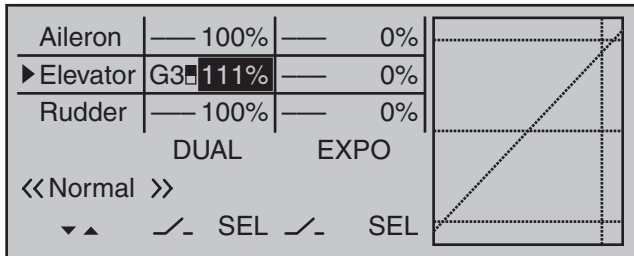 Aileron ––– 100% ––– 0%
Elevator G3 111% ––– 0%
Rudder ––– 100% ––– 0%
DUAL EXPO
«Normal »
SEL SEL